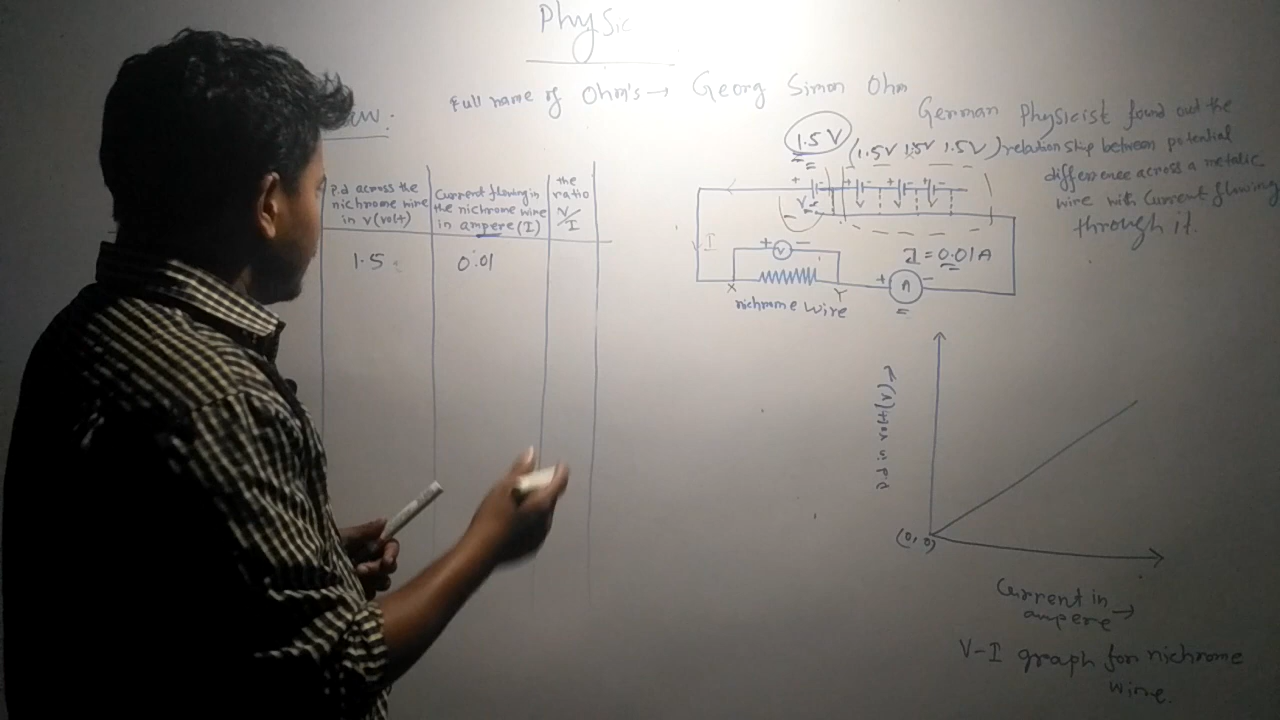 Physic
Full name of Ohm's → Georg Simon Ohm
German Physicist found out the
relationship between potential
difference across a metalic
wire with Current flowing
through it.
p.d across the
nichrome wire
in v(volt)
Current flowing in
the nichrome wire
in ampere (I)
the
ratio
V/I
1.5
0.01
1.5 V
(1.5V 1.5V 1.5V)
+ - + - + - + -
I
+ V -
X
Y
nichrome wire
I = 0.01A
+ A -
p.d in volt (v) →
(0, 0)
Current in
ampere →
V-I graph for nichrome
wire.